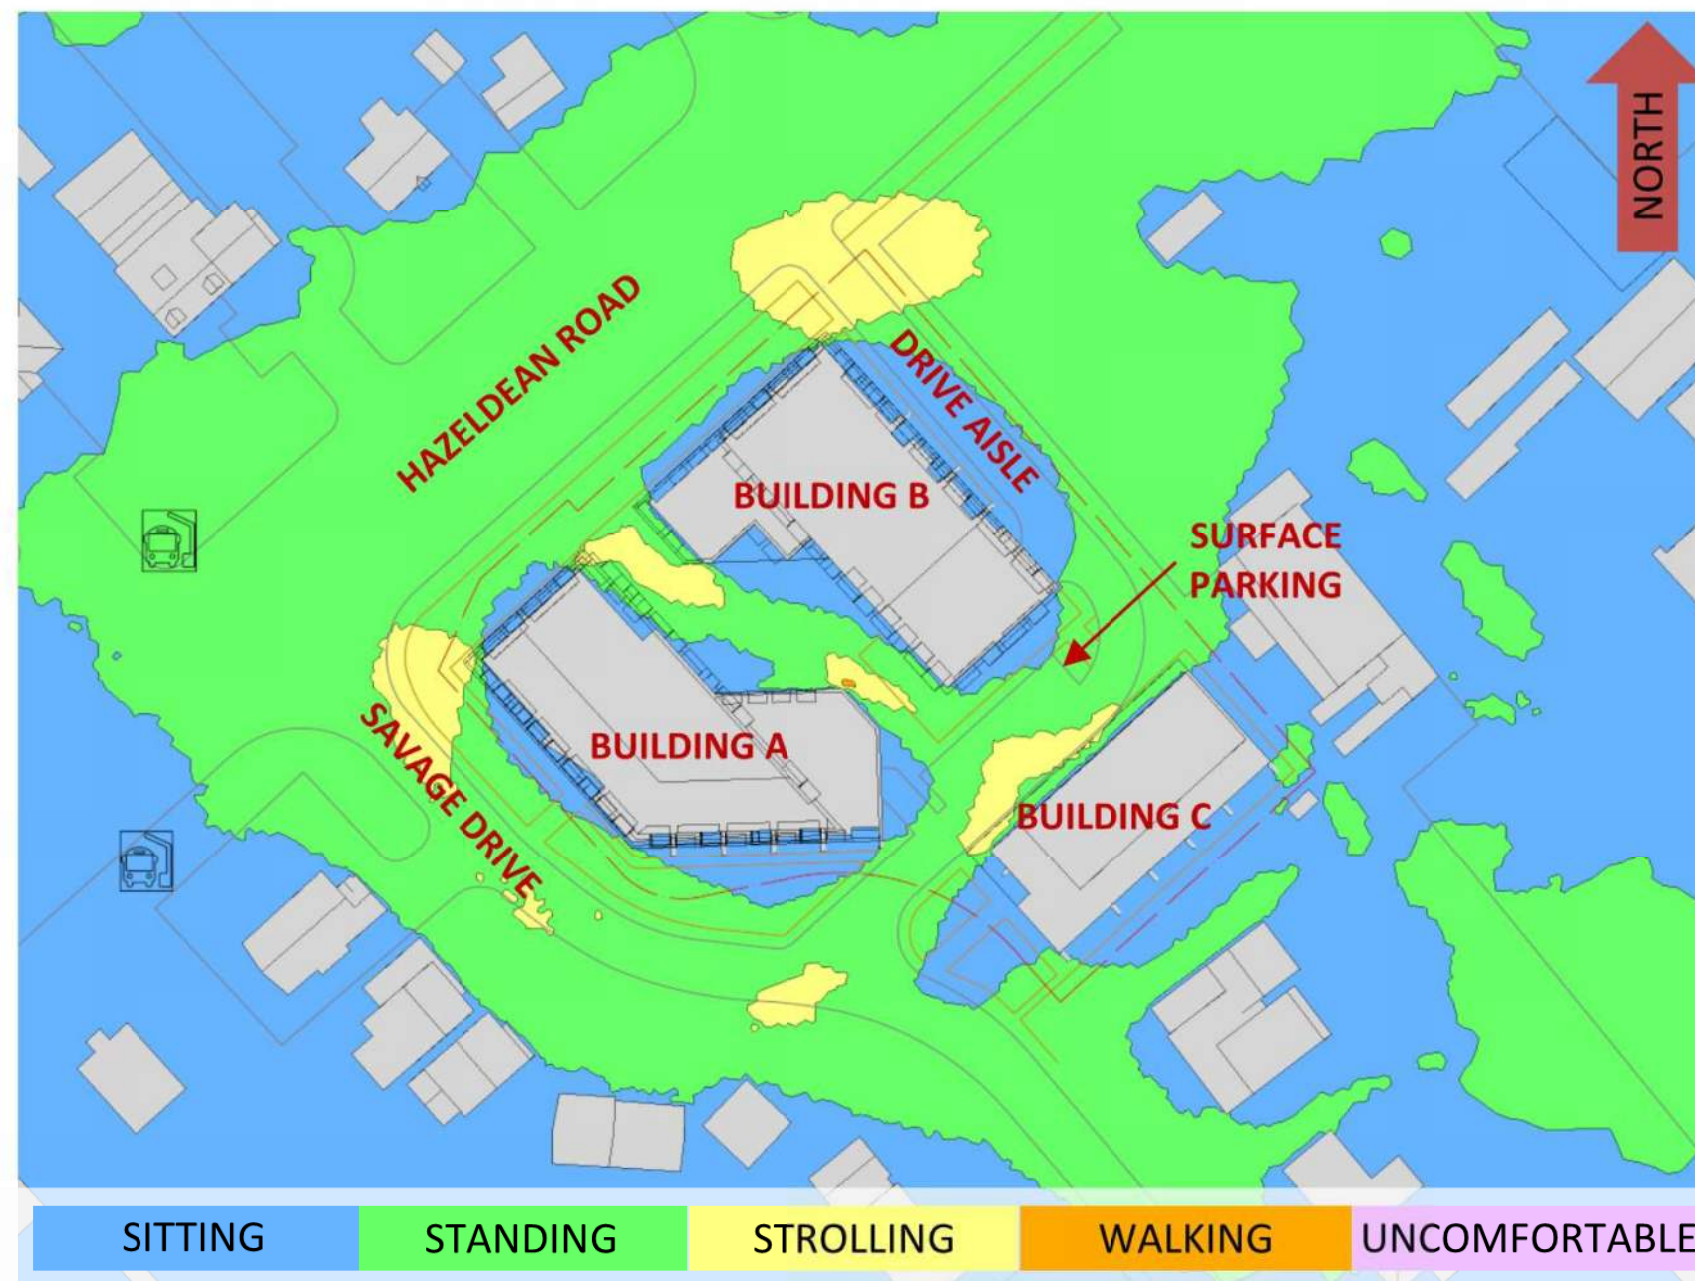 NORTH
HAZELDEAN ROAD
DRIVE AISLE
BUILDING B
SURFACE
PARKING
BUILDING A
SAVAGE DRIVE
BUILDING C
SITTING
STANDING
STROLLING
WALKING
UNCOMFORTABLE